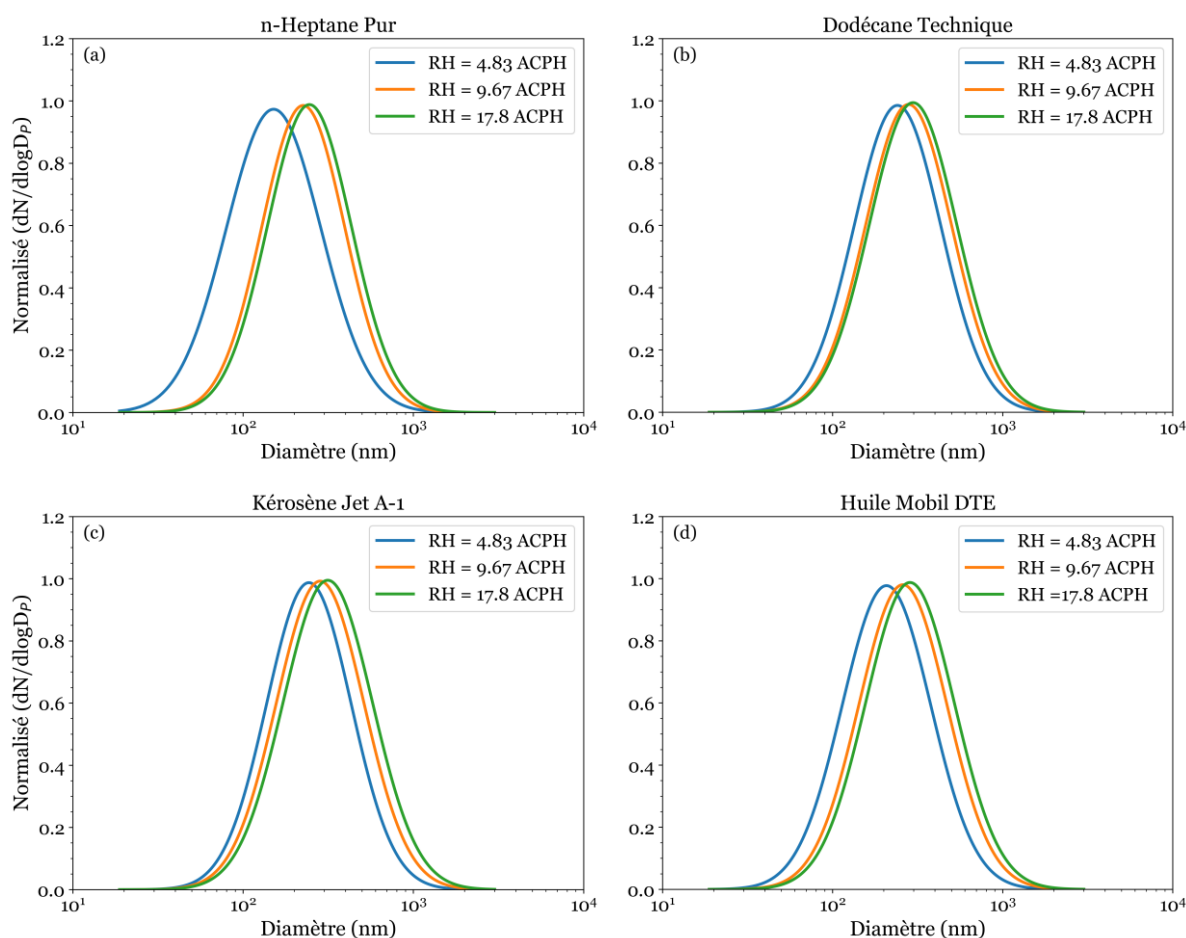 n-Heptane Pur
(a)
RH = 4.83 ACPH
RH = 9.67 ACPH
RH = 17.8 ACPH
Normalisé (dN/dlogDₚ)
1.2
1.0
0.8
0.6
0.4
0.2
0.0
10¹
10²
10³
10⁴
Diamètre (nm)
Dodécane Technique
(b)
RH = 4.83 ACPH
RH = 9.67 ACPH
RH = 17.8 ACPH
1.2
1.0
0.8
0.6
0.4
0.2
0.0
10¹
10²
10³
10⁴
Diamètre (nm)
Kérosène Jet A-1
(c)
RH = 4.83 ACPH
RH = 9.67 ACPH
RH = 17.8 ACPH
Normalisé (dN/dlogDₚ)
1.2
1.0
0.8
0.6
0.4
0.2
0.0
10¹
10²
10³
10⁴
Diamètre (nm)
Huile Mobil DTE
(d)
RH = 4.83 ACPH
RH = 9.67 ACPH
RH =17.8 ACPH
1.2
1.0
0.8
0.6
0.4
0.2
0.0
10¹
10²
10³
10⁴
Diamètre (nm)